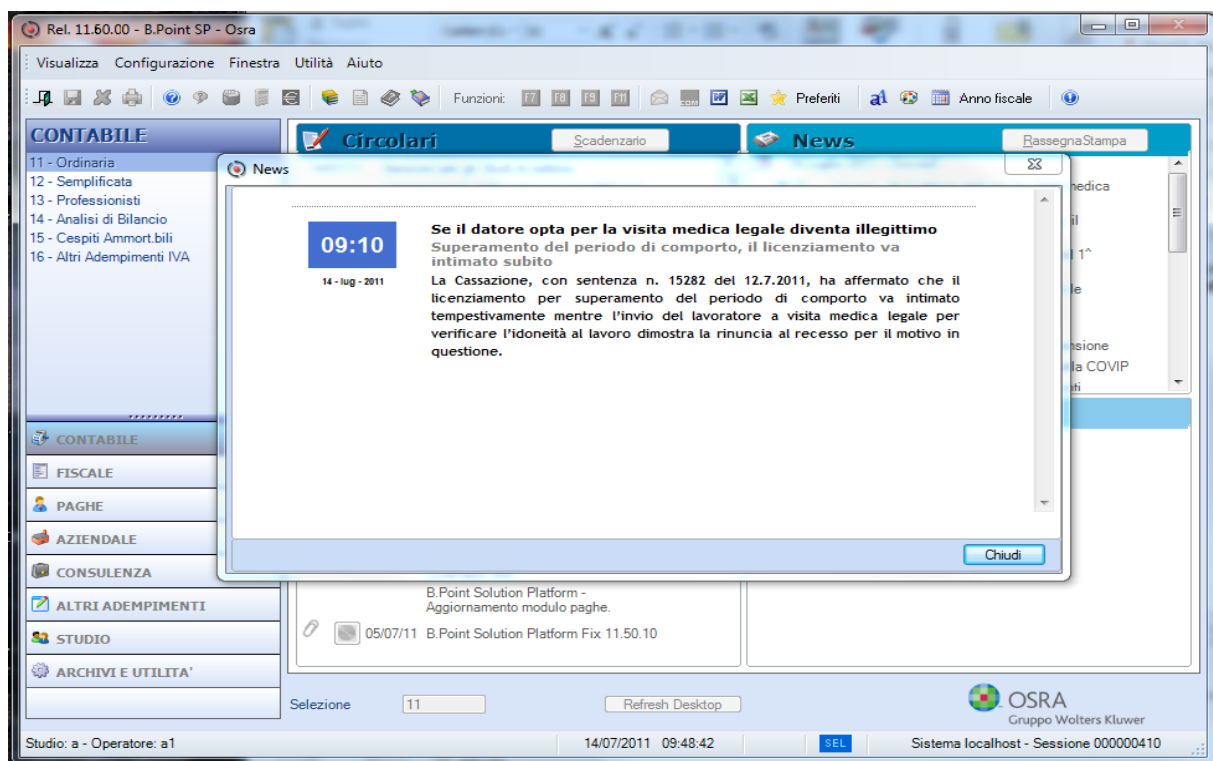 Rel. 11.60.00 - B.Point SP - Osra
Visualizza Configurazione Finestra Utilità Aiuto
Funzioni: F7 F8 F9 F11 Preferiti Anno fiscale
CONTABILE
11 - Ordinaria
12 - Semplificata
13 - Professionisti
14 - Analisi di Bilancio
15 - Cespiti Ammort.bili
16 - Altri Adempimenti IVA
Circolari Scadenzario
News RassegnaStampa
News
09:10
14 - lug - 2011
Se il datore opta per la visita medica legale diventa illegittimo
Superamento del periodo di comporto, il licenziamento va
intimato subito
La Cassazione, con sentenza n. 15282 del 12.7.2011, ha affermato che il
licenziamento per superamento del periodo di comporto va intimato
tempestivamente mentre l'invio del lavoratore a visita medica legale per
verificare l'idoneità al lavoro dimostra la rinuncia al recesso per il motivo in
questione.
Chiudi
la COVIP
CONTABILE
FISCALE
PAGHE
AZIENDALE
CONSULENZA
ALTRI ADEMPIMENTI
STUDIO
ARCHIVI E UTILITA'
B.Point Solution Platform -
Aggiornamento modulo paghe.
05/07/11 B.Point Solution Platform Fix 11.50.10
Selezione 11 Refresh Desktop
OSRA
Gruppo Wolters Kluwer
Studio: a - Operatore: a1 14/07/2011 09:48:42 SEL Sistema localhost - Sessione 000000410